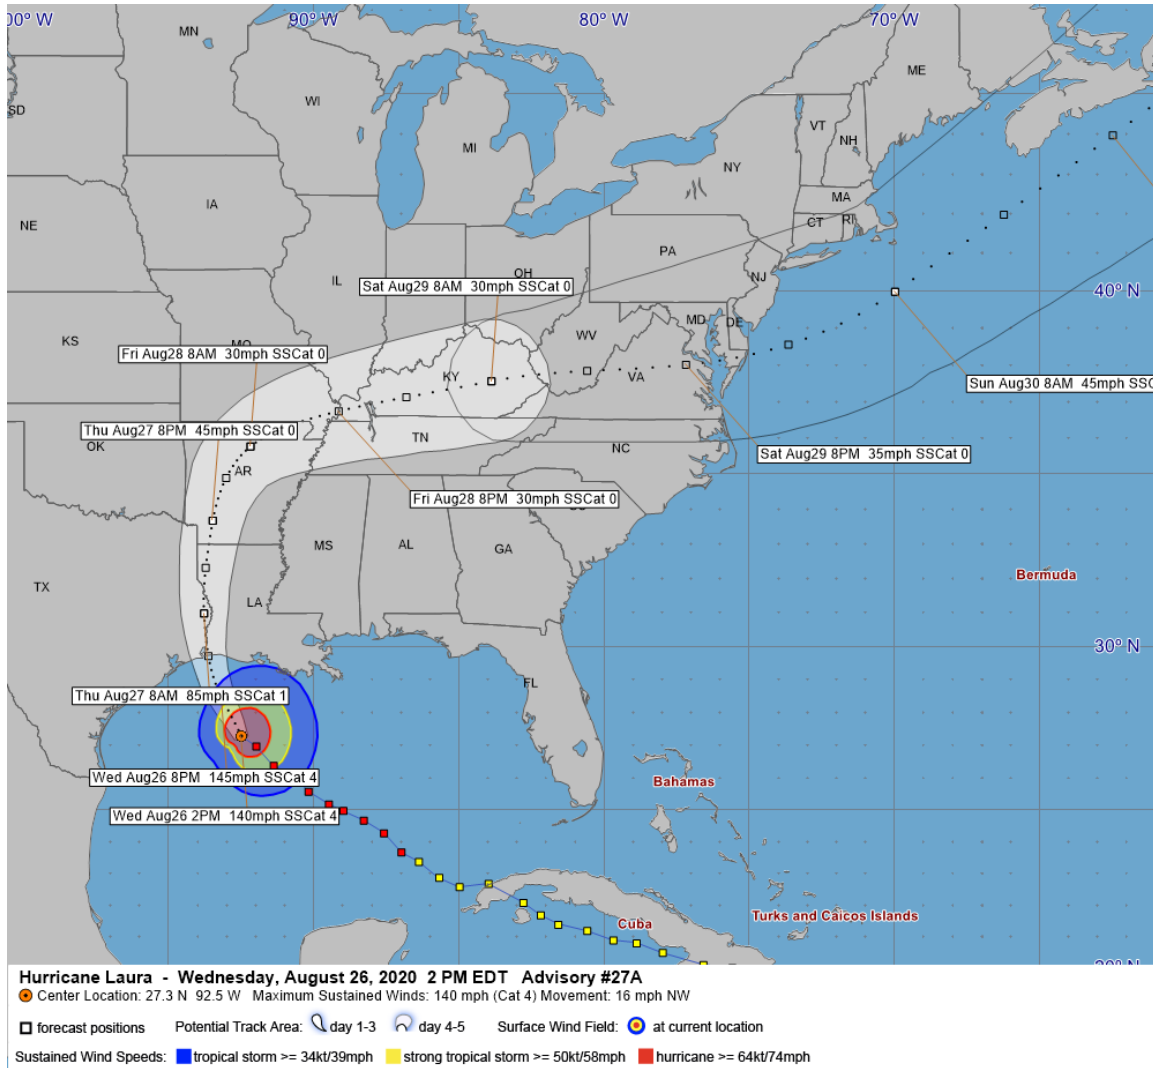 00° W
90° W
80° W
70° W
MN
ME
SD
WI
VT
NH
MI
NY
MA
IA
CT
RI
NE
PA
OH
NJ
Sat Aug29 8AM 30mph SSCat 0
IL
40° N
WV
MD
DE
KS
MO
Fri Aug28 8AM 30mph SSCat 0
KY
VA
Sun Aug30 8AM 45mph SSC
Thu Aug27 8PM 45mph SSCat 0
OK
TN
NC
Sat Aug29 8PM 35mph SSCat 0
AR
Fri Aug28 8PM 30mph SSCat 0
SC
MS
AL
GA
TX
Bermuda
LA
30° N
FL
Thu Aug27 8AM 85mph SSCat 1
Wed Aug26 8PM 145mph SSCat 4
Bahamas
Wed Aug26 2PM 140mph SSCat 4
Turks and Caicos Islands
Cuba
Hurricane Laura - Wednesday, August 26, 2020 2 PM EDT Advisory #27A
Center Location: 27.3 N 92.5 W Maximum Sustained Winds: 140 mph (Cat 4) Movement: 16 mph NW
forecast positions Potential Track Area: day 1-3 day 4-5 Surface Wind Field: at current location
Sustained Wind Speeds: tropical storm >= 34kt/39mph strong tropical storm >= 50kt/58mph hurricane >= 64kt/74mph